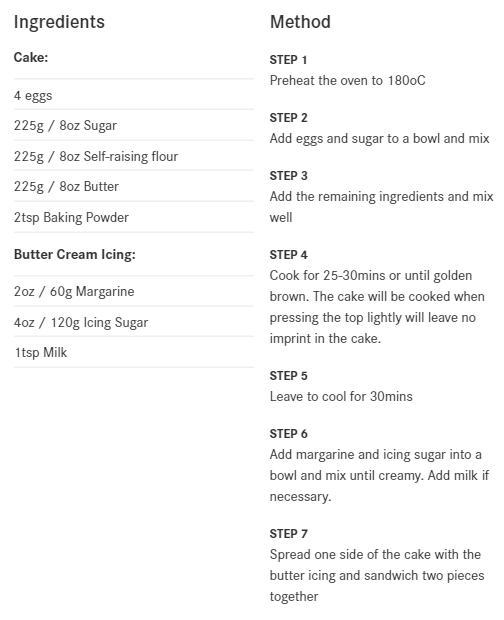 Ingredients
Cake:
4 eggs
225g / 8oz Sugar
225g / 8oz Self-raising flour
225g / 8oz Butter
2tsp Baking Powder
Butter Cream Icing:
2oz / 60g Margarine
4oz / 120g Icing Sugar
1tsp Milk
Method
STEP 1
Preheat the oven to 180oC
STEP 2
Add eggs and sugar to a bowl and mix
STEP 3
Add the remaining ingredients and mix
well
STEP 4
Cook for 25-30mins or until golden
brown. The cake will be cooked when
pressing the top lightly will leave no
imprint in the cake.
STEP 5
Leave to cool for 30mins
STEP 6
Add margarine and icing sugar into a
bowl and mix until creamy. Add milk if
necessary.
STEP 7
Spread one side of the cake with the
butter icing and sandwich two pieces
together